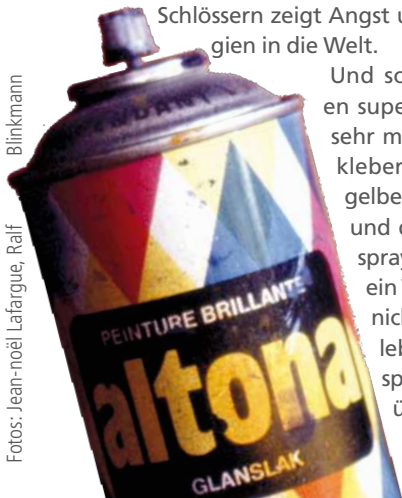 Schlössern zeigt Angst u
gien in die Welt.
Und so
en supe
sehr m
kleber
gelbe
und d
spray
ein
nich
leb
sp
ü
PEINTURE BRILLANTE
altona
GLANSLAK
Fotos: Jean-noël Lafargue, Ralf Blinkmann